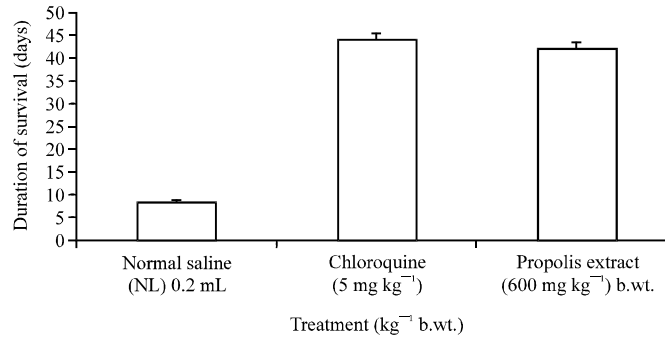 Duration of survival (days)
50
45
40
35
30
25
20
15
10
5
0
Normal saline
(NL) 0.2 mL
Chloroquine
(5 mg kg⁻¹)
Propolis extract
(600 mg kg⁻¹) b.wt.
Treatment (kg⁻¹ b.wt.)